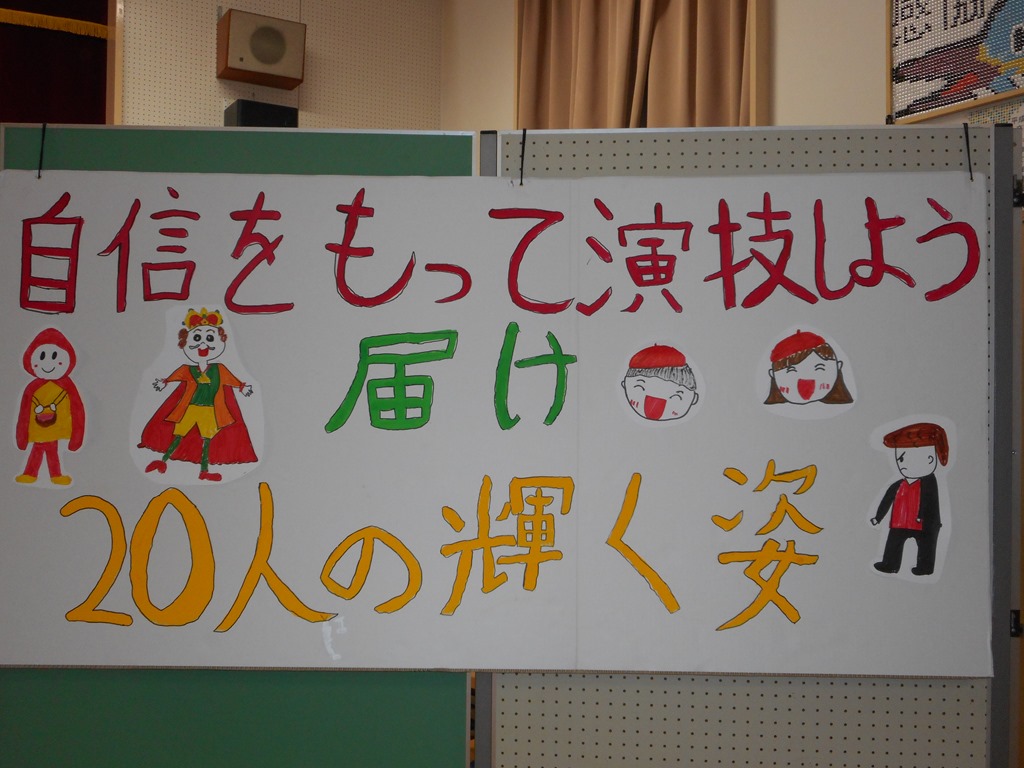 自信をもって演技しよう
届け
20人の輝く姿